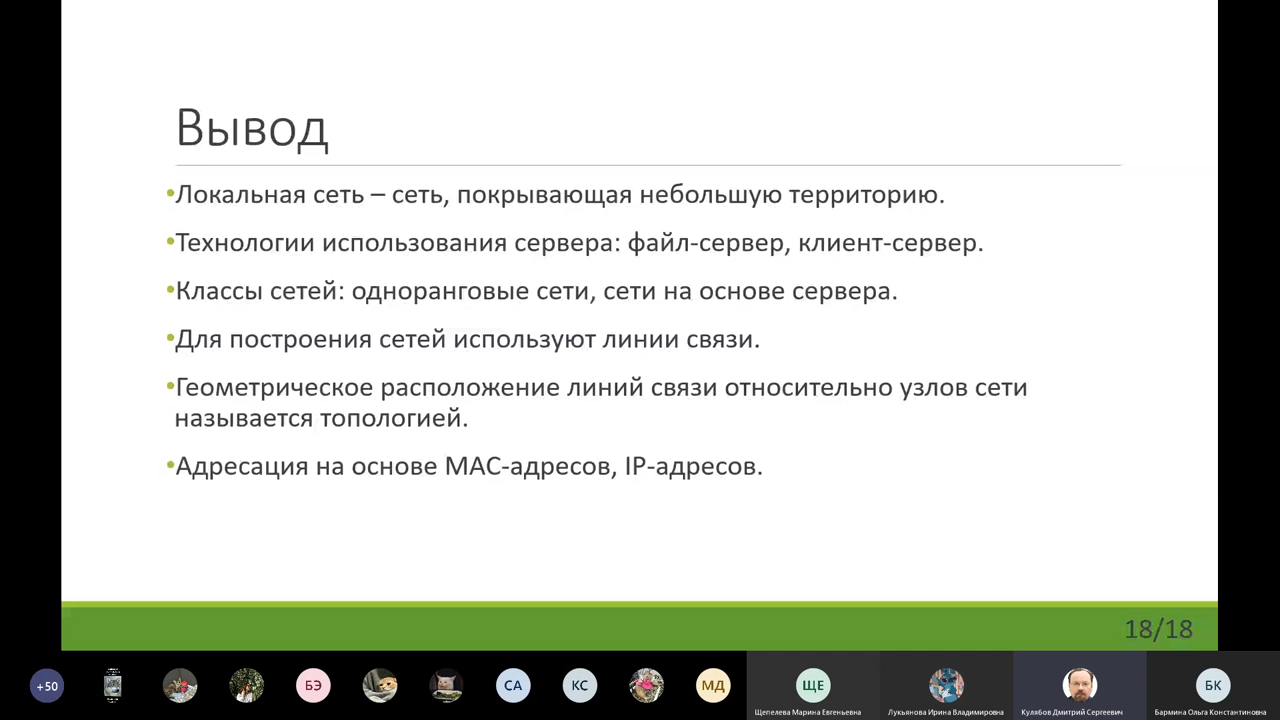 Вывод
•Локальная сеть – сеть, покрывающая небольшую территорию.
•Технологии использования сервера: файл-сервер, клиент-сервер.
•Классы сетей: одноранговые сети, сети на основе сервера.
•Для построения сетей используют линии связи.
•Геометрическое расположение линий связи относительно узлов сети
называется топологией.
•Адресация на основе MAC-адресов, IP-адресов.
18/18
+50
БЭ
СА
КС
МД
ЩЕ
БК
Щепелева Марина Евгеньевна
Лукьянова Ирина Владимировна
Кулябов Дмитрий Сергеевич
Бармина Ольга Константиновна